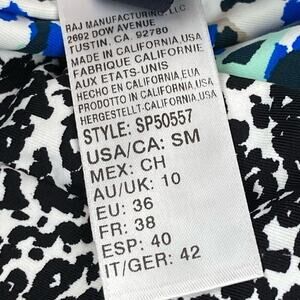 RAJ MANUFACTURING, LLC
2692 DOW AVENUE
TUSTIN, CA. 92780
MADE IN CALIFORNIA, USA
FABRIQUE CALIFORNIE
AUX ETATS-UNIS
HECHO EN CALIFORNIA, EUA
PRODOTTO IN CALIFORNIA, USA
HERGESTELLT-CALIFORNIA, USA
STYLE: SP50557
USA/CA: SM
MEX: CH
AU/UK: 10
EU: 36
FR: 38
ESP: 40
IT/GER: 42